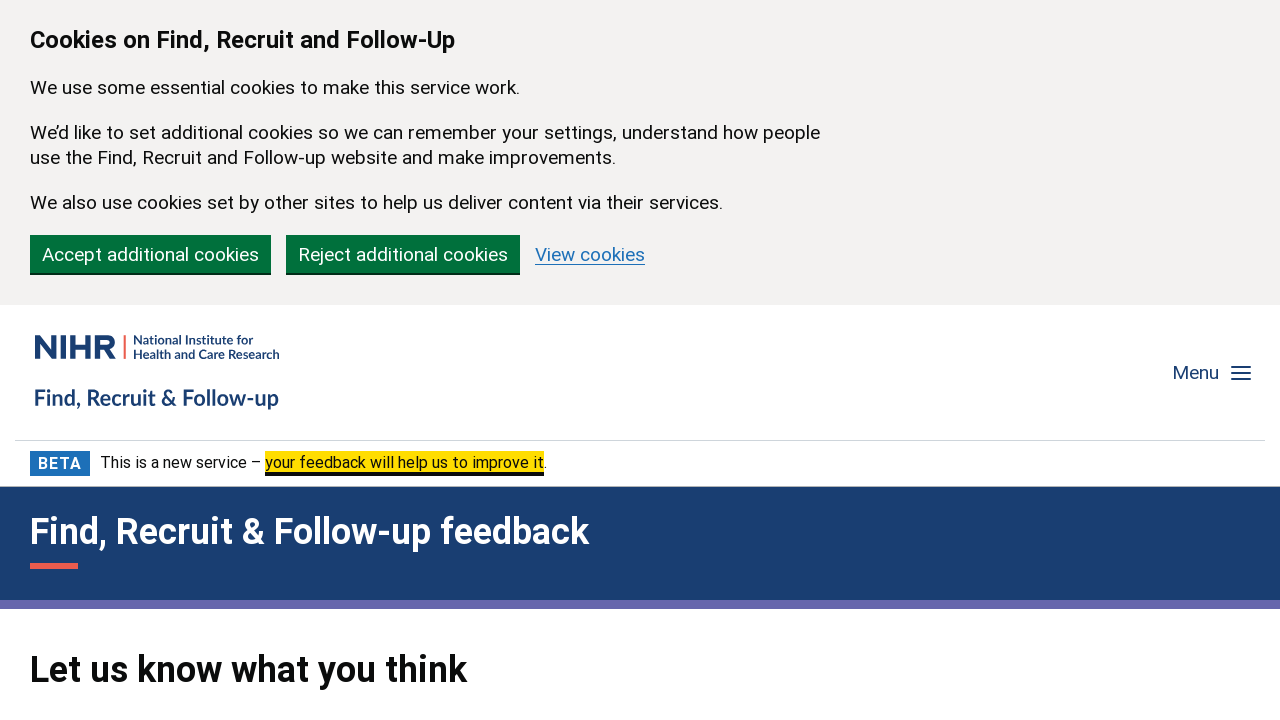 Cookies on Find, Recruit and Follow-Up
We use some essential cookies to make this service work.
We’d like to set additional cookies so we can remember your settings, understand how people
use the Find, Recruit and Follow-up website and make improvements.
We also use cookies set by other sites to help us deliver content via their services.
Accept additional cookies Reject additional cookies View cookies
NIHR | National Institute for
Health and Care Research
Find, Recruit & Follow-up
Menu
BETA This is a new service – your feedback will help us to improve it.
Find, Recruit & Follow-up feedback
Let us know what you think